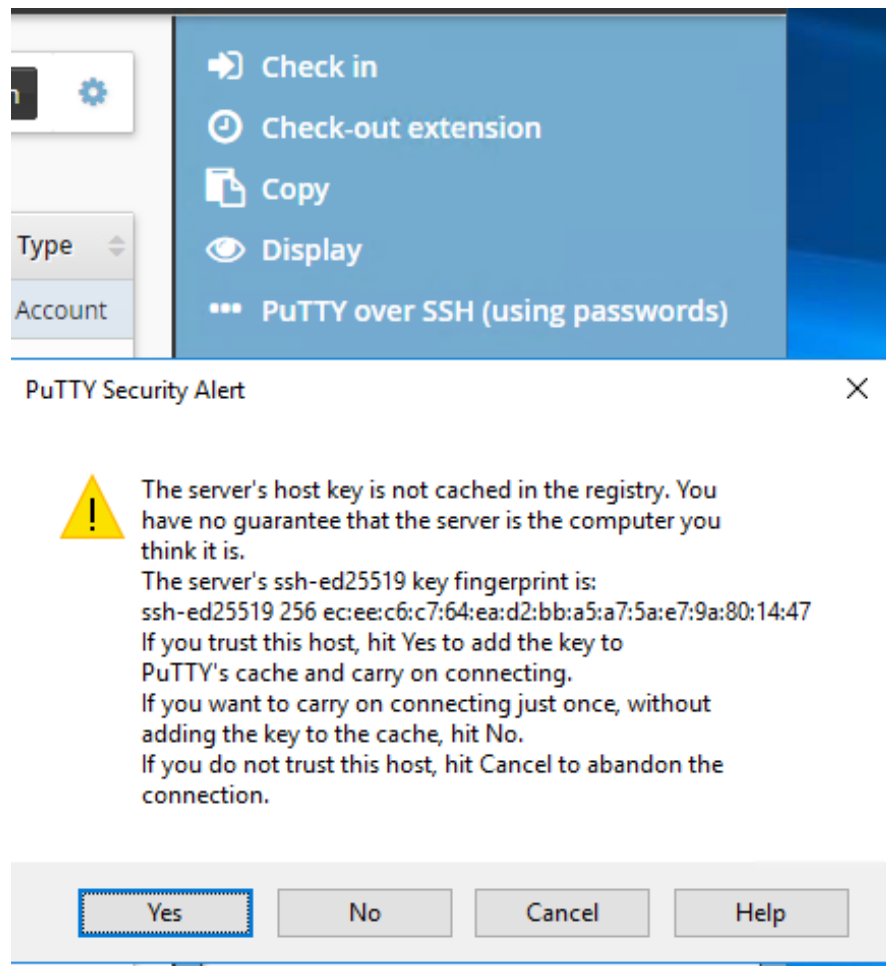 Check in
Check-out extension
Copy
Type
Display
Account
PuTTY over SSH (using passwords)
PuTTY Security Alert
The server's host key is not cached in the registry. You
have no guarantee that the server is the computer you
think it is.
The server's ssh-ed25519 key fingerprint is:
ssh-ed25519 256 ec:ee:c6:c7:64:ea:d2:bb:a5:a7:5a:e7:9a:80:14:47
If you trust this host, hit Yes to add the key to
PuTTY's cache and carry on connecting.
If you want to carry on connecting just once, without
adding the key to the cache, hit No.
If you do not trust this host, hit Cancel to abandon the
connection.
Yes
No
Cancel
Help